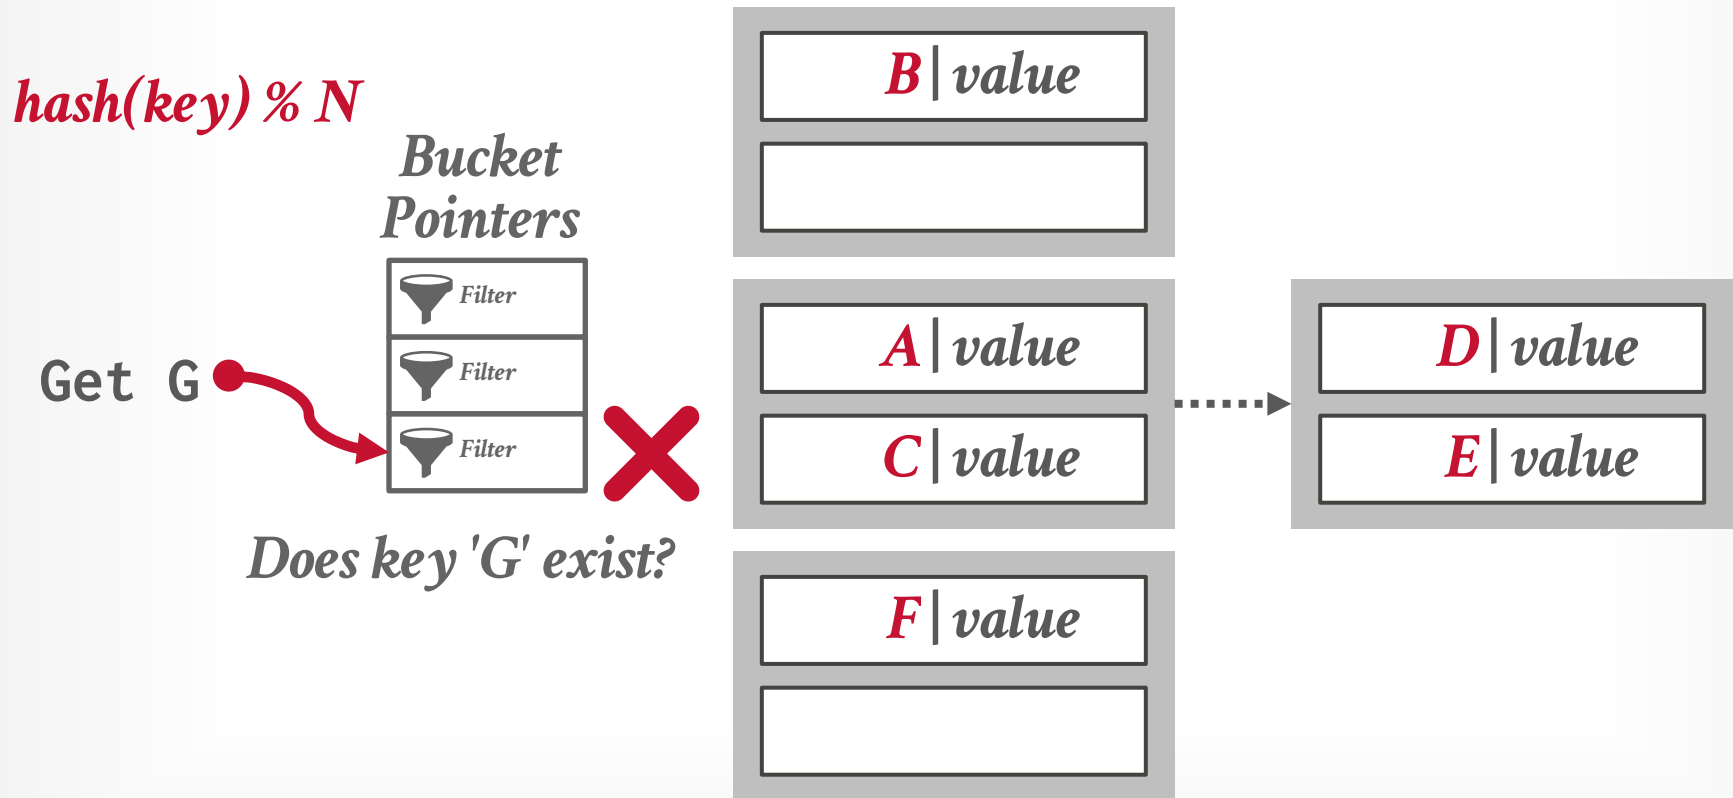 hash(key) % N
Bucket
Pointers
Filter
Filter
Filter
Get G
Does key 'G' exist?
B|value
A|value
C|value
F|value
D|value
E|value